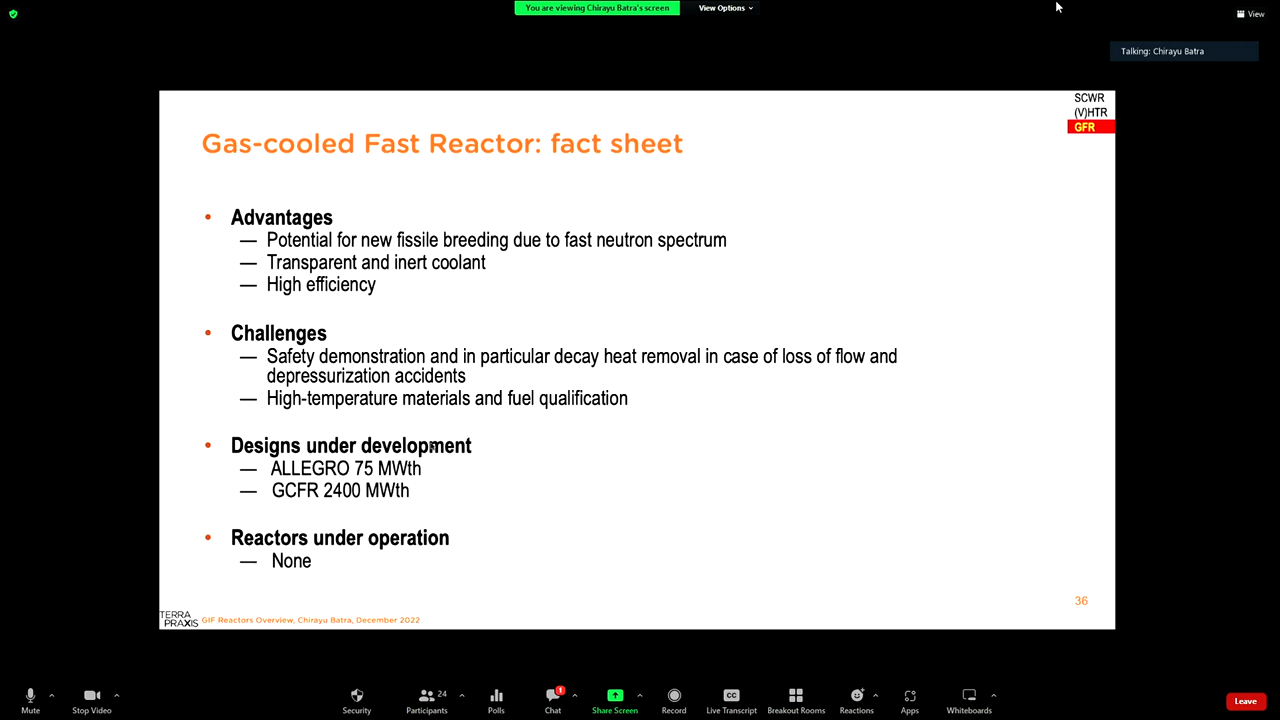 You are viewing Chirayu Batra's screen
View Options
View
Talking: Chirayu Batra
SCWR
(V)HTR
GFR
Gas-cooled Fast Reactor: fact sheet
• Advantages
— Potential for new fissile breeding due to fast neutron spectrum
— Transparent and inert coolant
— High efficiency
• Challenges
— Safety demonstration and in particular decay heat removal in case of loss of flow and
depressurization accidents
— High-temperature materials and fuel qualification
• Designs under development
— ALLEGRO 75 MWth
— GCFR 2400 MWth
• Reactors under operation
— None
36
TERRA
PRAXIS
GIF Reactors Overview, Chirayu Batra, December 2022
24
1
CC
Mute
Stop Video
Security
Participants
Polls
Chat
Share Screen
Record
Live Transcript
Breakout Rooms
Reactions
Apps
Whiteboards
Leave